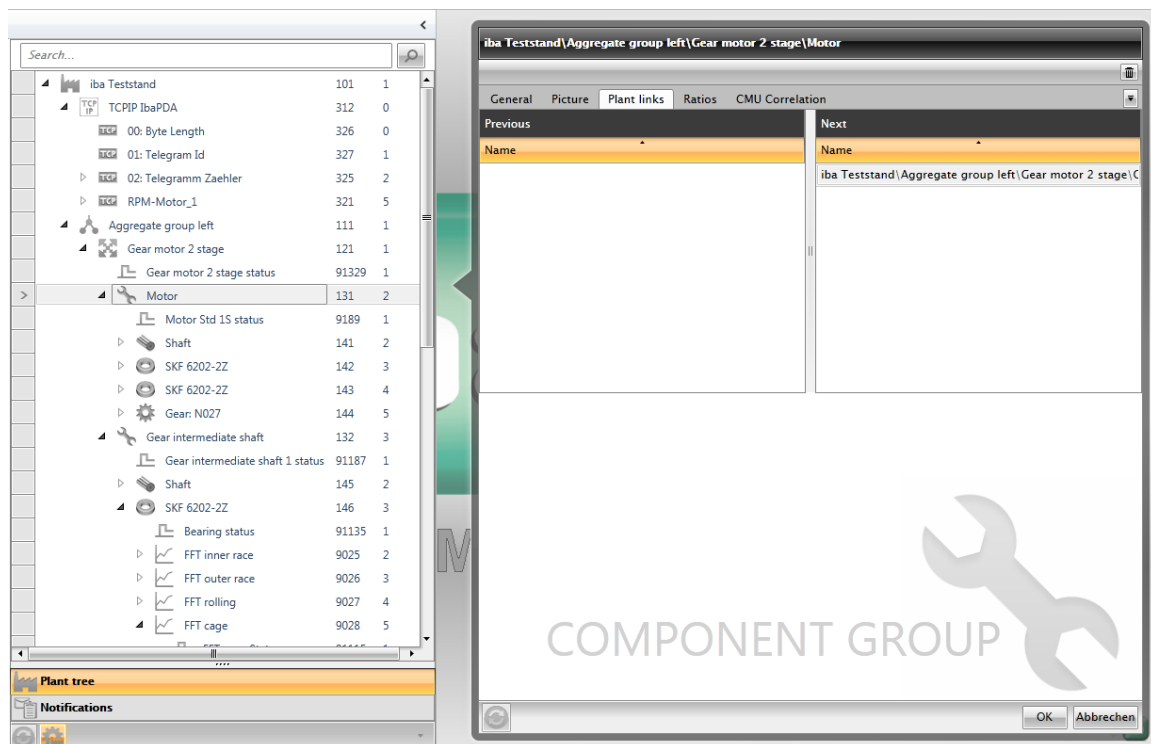 Search...
iba Teststand 101 1
TCP IP TCPIP IbaPDA 312 0
TCP 00: Byte Length 326 0
TCP 01: Telegram Id 327 1
TCP 02: Telegramm Zaehler 325 2
TCP RPM-Motor_1 321 5
Aggregate group left 111 1
Gear motor 2 stage 121 1
Gear motor 2 stage status 91329 1
Motor 131 2
Motor Std 1S status 9189 1
Shaft 141 2
SKF 6202-2Z 142 3
SKF 6202-2Z 143 4
Gear: N027 144 5
Gear intermediate shaft 132 3
Gear intermediate shaft 1 status 91187 1
Shaft 145 2
SKF 6202-2Z 146 3
Bearing status 91135 1
FFT inner race 9025 2
FFT outer race 9026 3
FFT rolling 9027 4
FFT cage 9028 5
Plant tree
Notifications
iba Teststand\Aggregate group left\Gear motor 2 stage\Motor
General Picture Plant links Ratios CMU Correlation
Previous Next
Name Name
iba Teststand\Aggregate group left\Gear motor 2 stage\
COMPONENT GROUP
OK Abbrechen